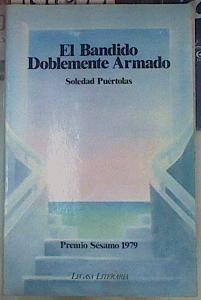 El Bandido
Doblemente Armado
Soledad Puértolas
Premio Sésamo 1979
LEGASA LITERARIA